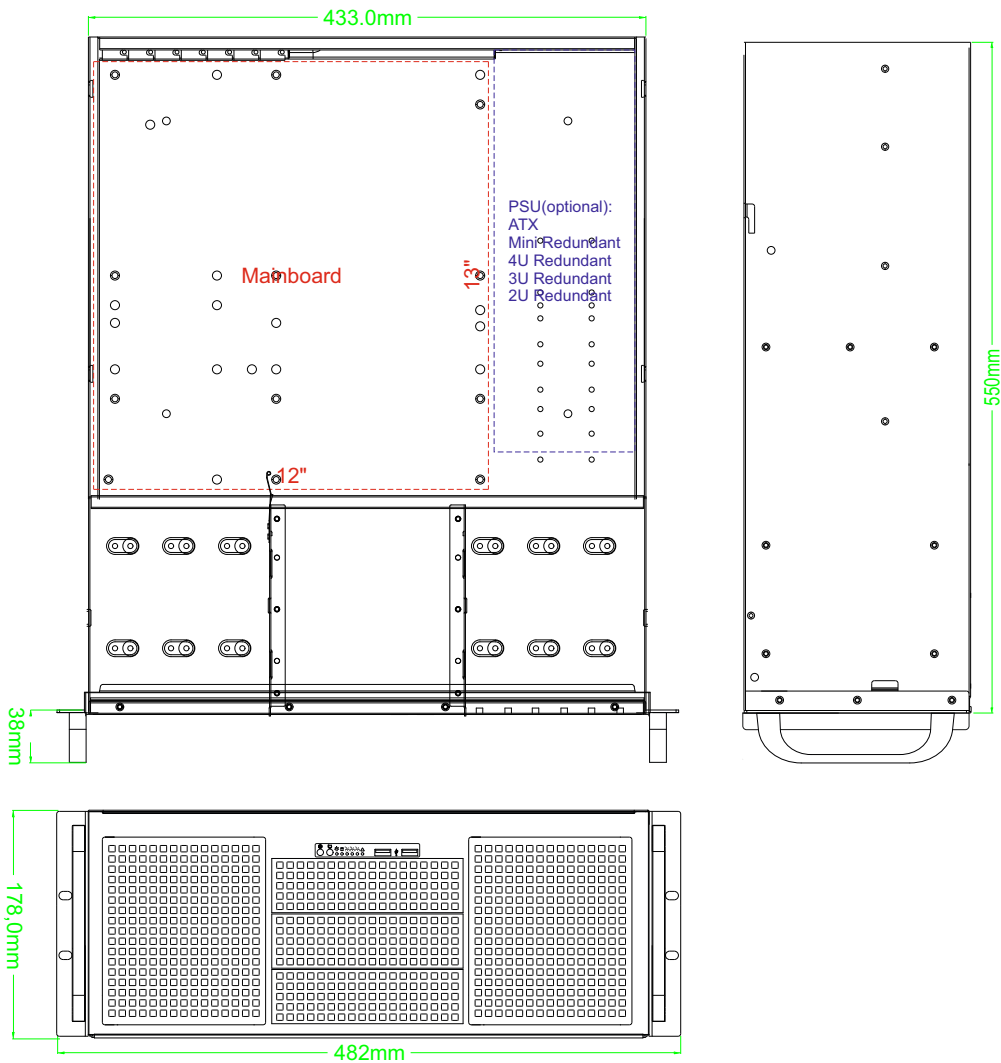 433.0mm
PSU(optional):
ATX
Mini Redundant
4U Redundant
3U Redundant
2U Redundant
Mainboard
13"
12"
550mm
38mm
178,0mm
482mm